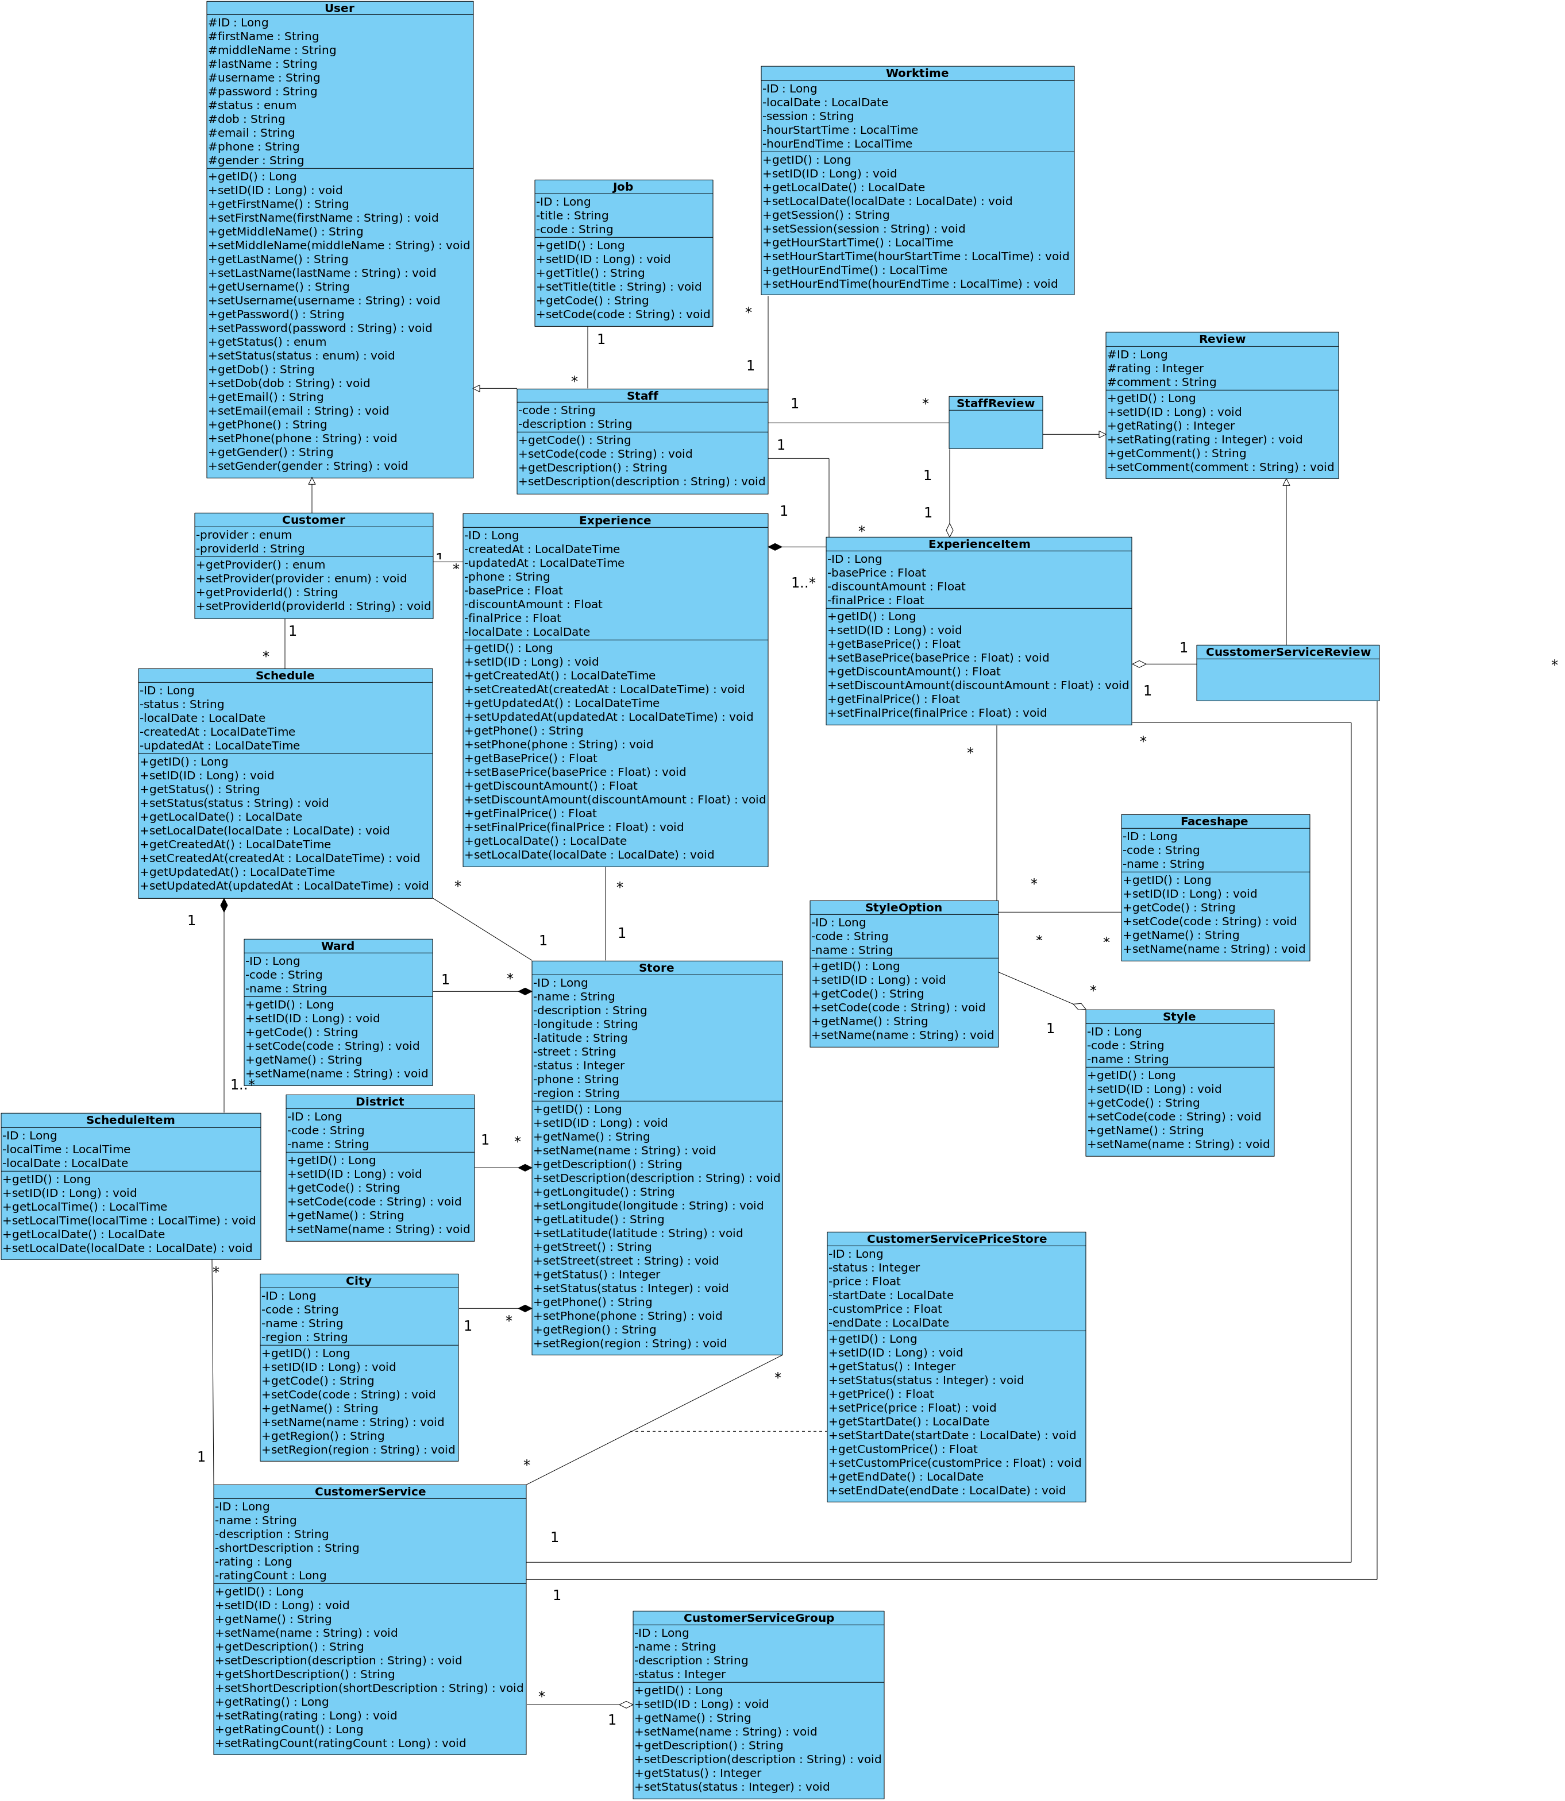 User
#ID : Long
#firstName : String
#middleName : String
#lastName : String
#username : String
#password : String
#status : enum
#dob : String
#email : String
#phone : String
#gender : String
+getID() : Long
+setID(ID : Long) : void
+getFirstName() : String
+setFirstName(firstName : String) : void
+getMiddleName() : String
+setMiddleName(middleName : String) : void
+getLastName() : String
+setLastName(lastName : String) : void
+getUsername() : String
+setUsername(username : String) : void
+getPassword() : String
+setPassword(password : String) : void
+getStatus() : enum
+setStatus(status : enum) : void
+getDob() : String
+setDob(dob : String) : void
+getEmail() : String
+setEmail(email : String) : void
+getPhone() : String
+setPhone(phone : String) : void
+getGender() : String
+setGender(gender : String) : void
Worktime
-ID : Long
-localDate : LocalDate
-session : String
-hourStartTime : LocalTime
-hourEndTime : LocalTime
+getID() : Long
+setID(ID : Long) : void
+getLocalDate() : LocalDate
+setLocalDate(localDate : LocalDate) : void
+getSession() : String
+setSession(session : String) : void
+getHourStartTime() : LocalTime
+setHourStartTime(hourStartTime : LocalTime) : void
+getHourEndTime() : LocalTime
+setHourEndTime(hourEndTime : LocalTime) : void
Job
-ID : Long
-title : String
-code : String
+getID() : Long
+setID(ID : Long) : void
+getTitle() : String
+setTitle(title : String) : void
+getCode() : String
+setCode(code : String) : void
*
1
1
*
Review
#ID : Long
#rating : Integer
#comment : String
+getID() : Long
+setID(ID : Long) : void
+getRating() : Integer
+setRating(rating : Integer) : void
+getComment() : String
+setComment(comment : String) : void
Staff
-code : String
-description : String
+getCode() : String
+setCode(code : String) : void
+getDescription() : String
+setDescription(description : String) : void
1
*
StaffReview
1
1
1
Customer
-provider : enum
-providerId : String
+getProvider() : enum
+setProvider(provider : enum) : void
+getProviderId() : String
+setProviderId(providerId : String) : void
1
*
Experience
-ID : Long
-createdAt : LocalDateTime
-updatedAt : LocalDateTime
-phone : String
-basePrice : Float
-discountAmount : Float
-finalPrice : Float
-localDate : LocalDate
+getID() : Long
+setID(ID : Long) : void
+getCreatedAt() : LocalDateTime
+setCreatedAt(createdAt : LocalDateTime) : void
+getUpdatedAt() : LocalDateTime
+setUpdatedAt(updatedAt : LocalDateTime) : void
+getPhone() : String
+setPhone(phone : String) : void
+getBasePrice() : Float
+setBasePrice(basePrice : Float) : void
+getDiscountAmount() : Float
+setDiscountAmount(discountAmount : Float) : void
+getFinalPrice() : Float
+setFinalPrice(finalPrice : Float) : void
+getLocalDate() : LocalDate
+setLocalDate(localDate : LocalDate) : void
1
*
1..*
ExperienceItem
-ID : Long
-basePrice : Float
-discountAmount : Float
-finalPrice : Float
+getID() : Long
+setID(ID : Long) : void
+getBasePrice() : Float
+setBasePrice(basePrice : Float) : void
+getDiscountAmount() : Float
+setDiscountAmount(discountAmount : Float) : void
+getFinalPrice() : Float
+setFinalPrice(finalPrice : Float) : void
1
1
CusstomerServiceReview
*
1
*
Schedule
-ID : Long
-status : String
-localDate : LocalDate
-createdAt : LocalDateTime
-updatedAt : LocalDateTime
+getID() : Long
+setID(ID : Long) : void
+getStatus() : String
+setStatus(status : String) : void
+getLocalDate() : LocalDate
+setLocalDate(localDate : LocalDate) : void
+getCreatedAt() : LocalDateTime
+setCreatedAt(createdAt : LocalDateTime) : void
+getUpdatedAt() : LocalDateTime
+setUpdatedAt(updatedAt : LocalDateTime) : void
*
*
Faceshape
-ID : Long
-code : String
-name : String
+getID() : Long
+setID(ID : Long) : void
+getCode() : String
+setCode(code : String) : void
+getName() : String
+setName(name : String) : void
*
*
*
1
1
1
StyleOption
-ID : Long
-code : String
-name : String
+getID() : Long
+setID(ID : Long) : void
+getCode() : String
+setCode(code : String) : void
+getName() : String
+setName(name : String) : void
*
*
*
1
Style
-ID : Long
-code : String
-name : String
+getID() : Long
+setID(ID : Long) : void
+getCode() : String
+setCode(code : String) : void
+getName() : String
+setName(name : String) : void
Ward
-ID : Long
-code : String
-name : String
+getID() : Long
+setID(ID : Long) : void
+getCode() : String
+setCode(code : String) : void
+getName() : String
+setName(name : String) : void
1
*
Store
-ID : Long
-name : String
-description : String
-longitude : String
-latitude : String
-street : String
-status : Integer
-phone : String
-region : String
+getID() : Long
+setID(ID : Long) : void
+getName() : String
+setName(name : String) : void
+getDescription() : String
+setDescription(description : String) : void
+getLongitude() : String
+setLongitude(longitude : String) : void
+getLatitude() : String
+setLatitude(latitude : String) : void
+getStreet() : String
+setStreet(street : String) : void
+getStatus() : Integer
+setStatus(status : Integer) : void
+getPhone() : String
+setPhone(phone : String) : void
+getRegion() : String
+setRegion(region : String) : void
1..*
District
-ID : Long
-code : String
-name : String
+getID() : Long
+setID(ID : Long) : void
+getCode() : String
+setCode(code : String) : void
+getName() : String
+setName(name : String) : void
1
*
ScheduleItem
-ID : Long
-localTime : LocalTime
-localDate : LocalDate
+getID() : Long
+setID(ID : Long) : void
+getLocalTime() : LocalTime
+setLocalTime(localTime : LocalTime) : void
+getLocalDate() : LocalDate
+setLocalDate(localDate : LocalDate) : void
*
City
-ID : Long
-code : String
-name : String
-region : String
+getID() : Long
+setID(ID : Long) : void
+getCode() : String
+setCode(code : String) : void
+getName() : String
+setName(name : String) : void
+getRegion() : String
+setRegion(region : String) : void
1
*
CustomerServicePriceStore
-ID : Long
-status : Integer
-price : Float
-startDate : LocalDate
-customPrice : Float
-endDate : LocalDate
+getID() : Long
+setID(ID : Long) : void
+getStatus() : Integer
+setStatus(status : Integer) : void
+getPrice() : Float
+setPrice(price : Float) : void
+getStartDate() : LocalDate
+setStartDate(startDate : LocalDate) : void
+getCustomPrice() : Float
+setCustomPrice(customPrice : Float) : void
+getEndDate() : LocalDate
+setEndDate(endDate : LocalDate) : void
*
1
*
CustomerService
-ID : Long
-name : String
-description : String
-shortDescription : String
-rating : Long
-ratingCount : Long
+getID() : Long
+setID(ID : Long) : void
+getName() : String
+setName(name : String) : void
+getDescription() : String
+setDescription(description : String) : void
+getShortDescription() : String
+setShortDescription(shortDescription : String) : void
+getRating() : Long
+setRating(rating : Long) : void
+getRatingCount() : Long
+setRatingCount(ratingCount : Long) : void
1
1
*
1
CustomerServiceGroup
-ID : Long
-name : String
-description : String
-status : Integer
+getID() : Long
+setID(ID : Long) : void
+getName() : String
+setName(name : String) : void
+getDescription() : String
+setDescription(description : String) : void
+getStatus() : Integer
+setStatus(status : Integer) : void